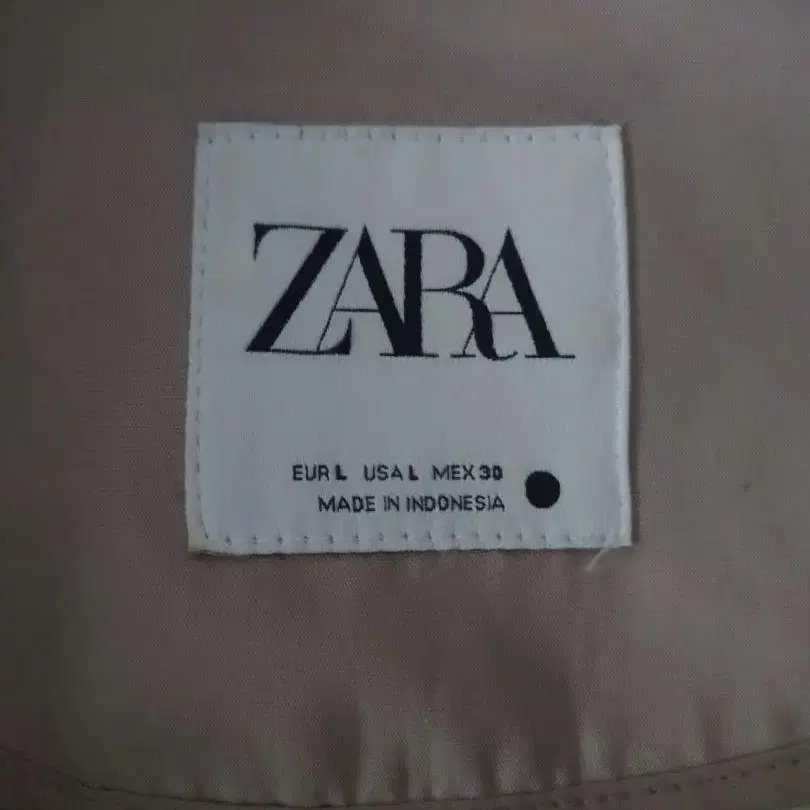 ZARA
EUR L USA L MEX 30
MADE IN INDONESIA